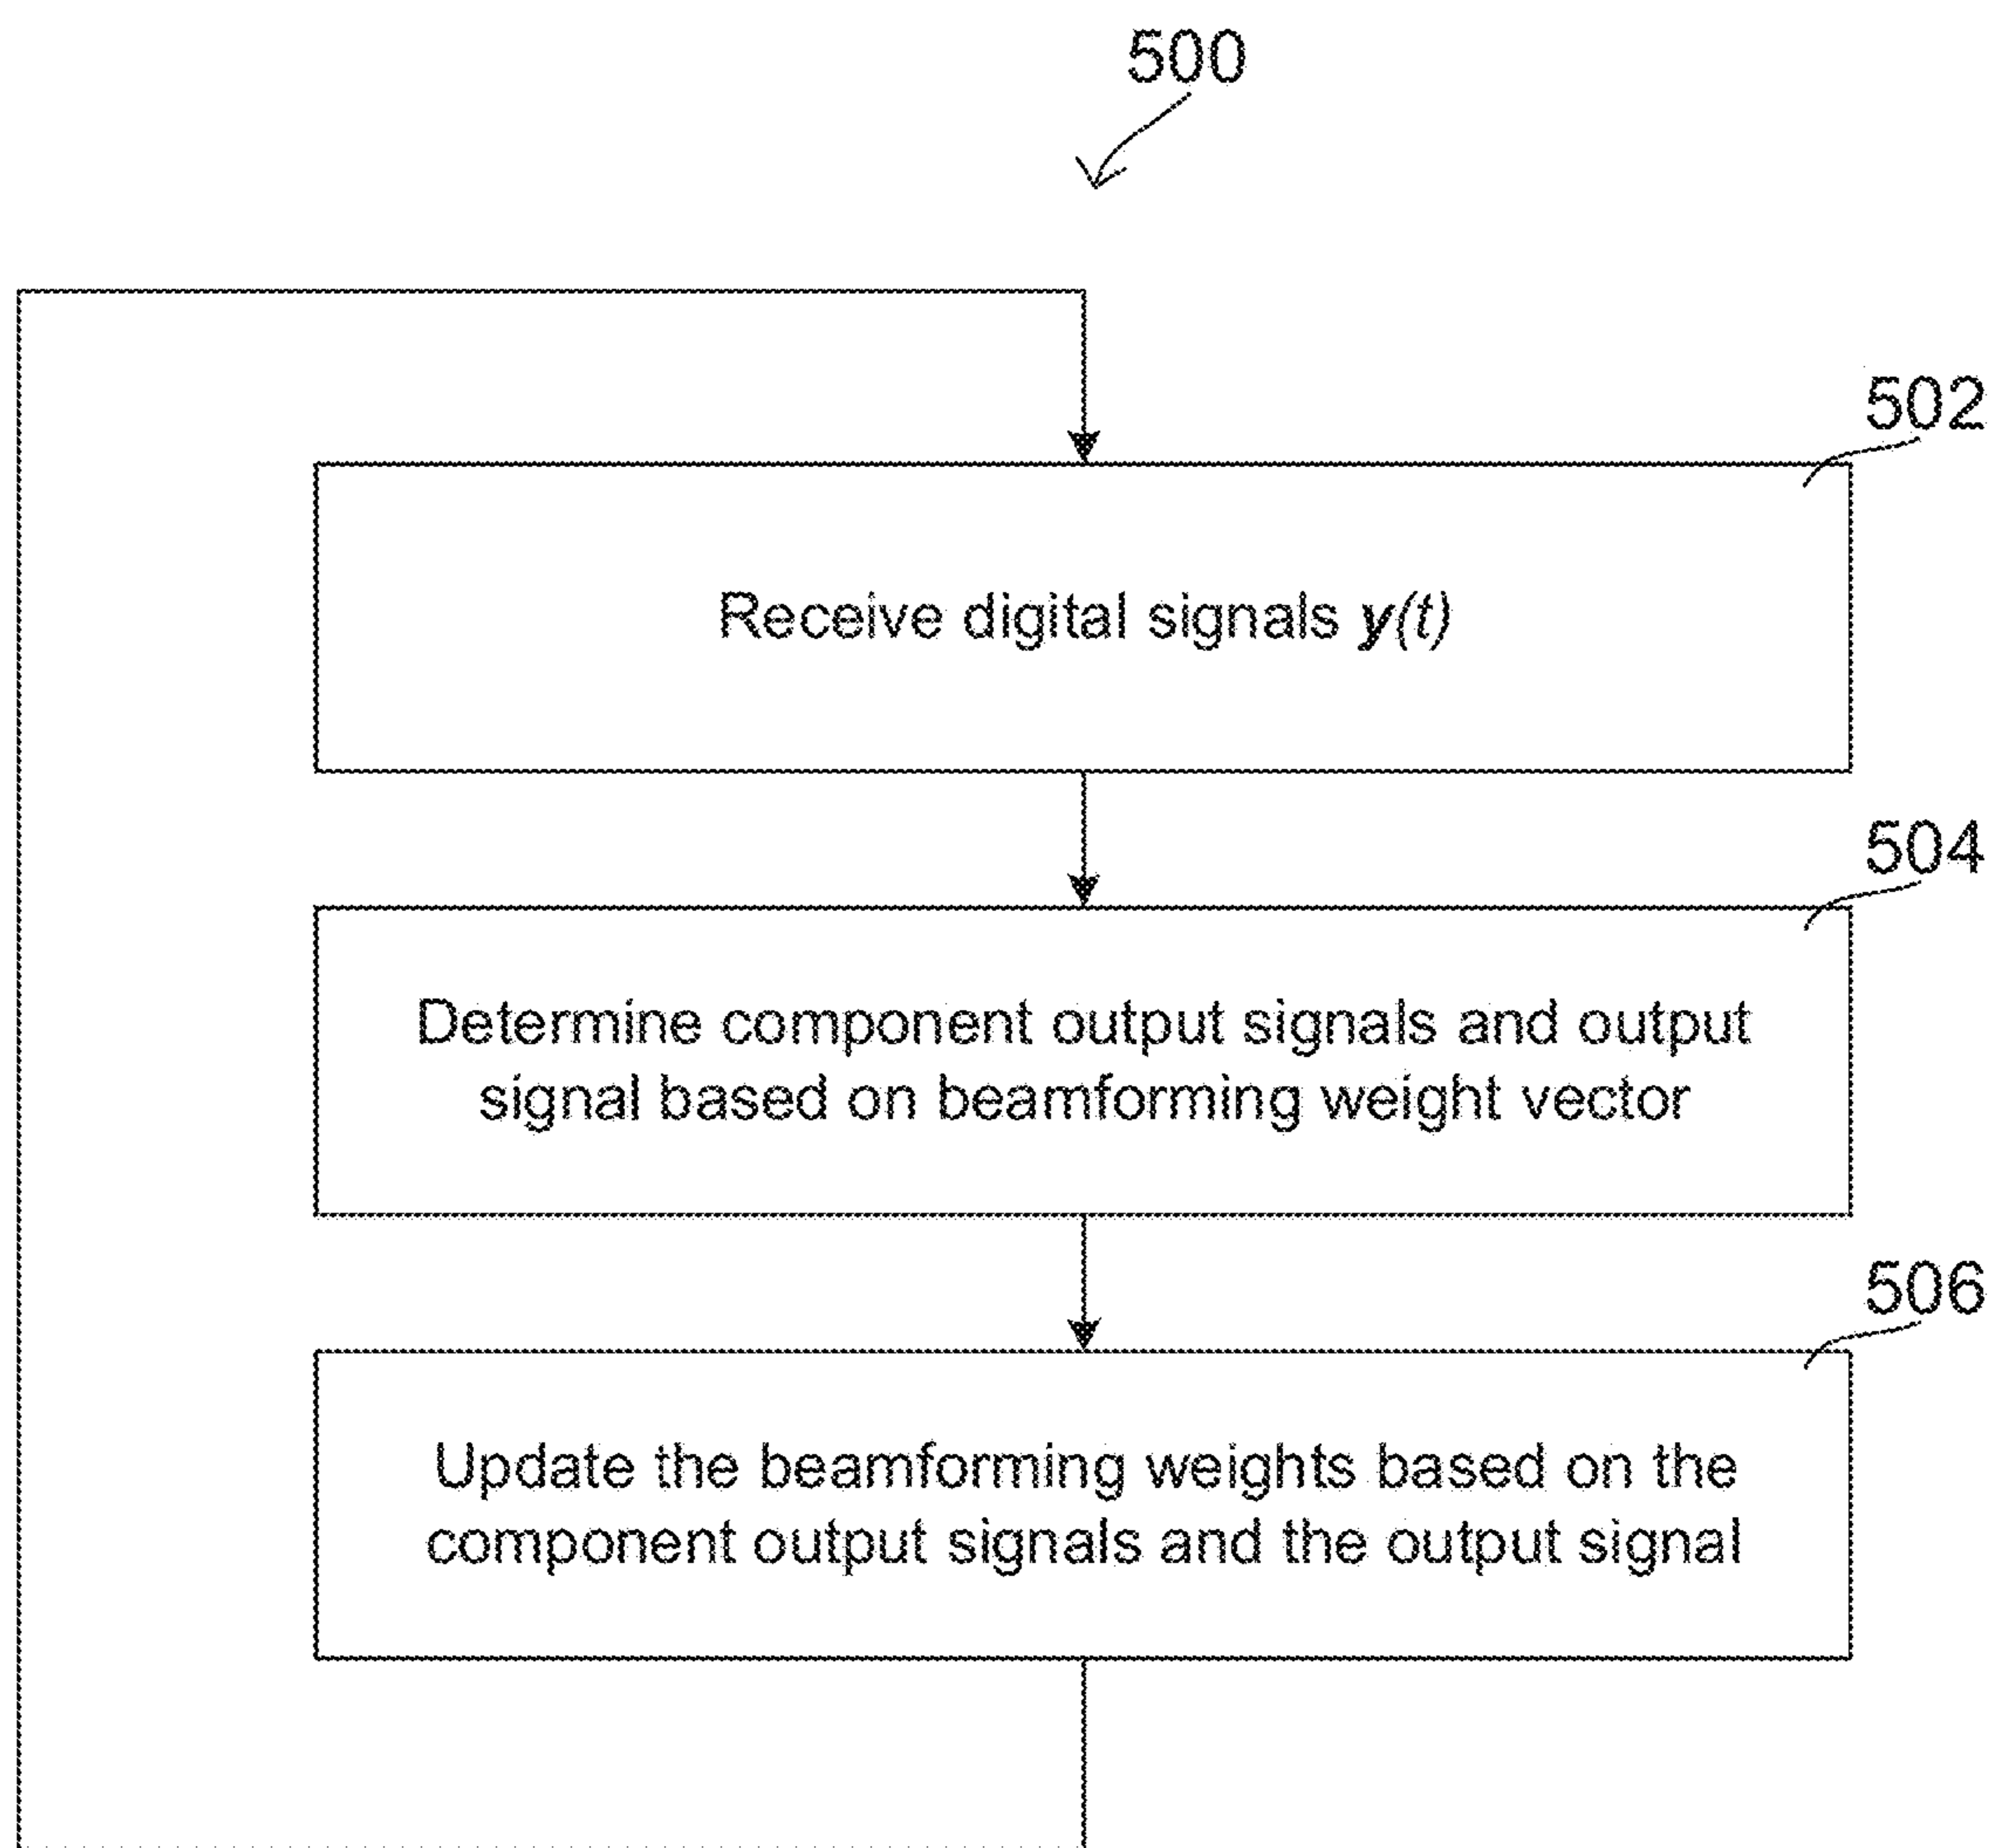 500
502
Receive digital signals y(t)
504
Determine component output signals and output
signal based on beamforming weight vector
506
Update the beamforming weights based on the
component output signals and the output signal